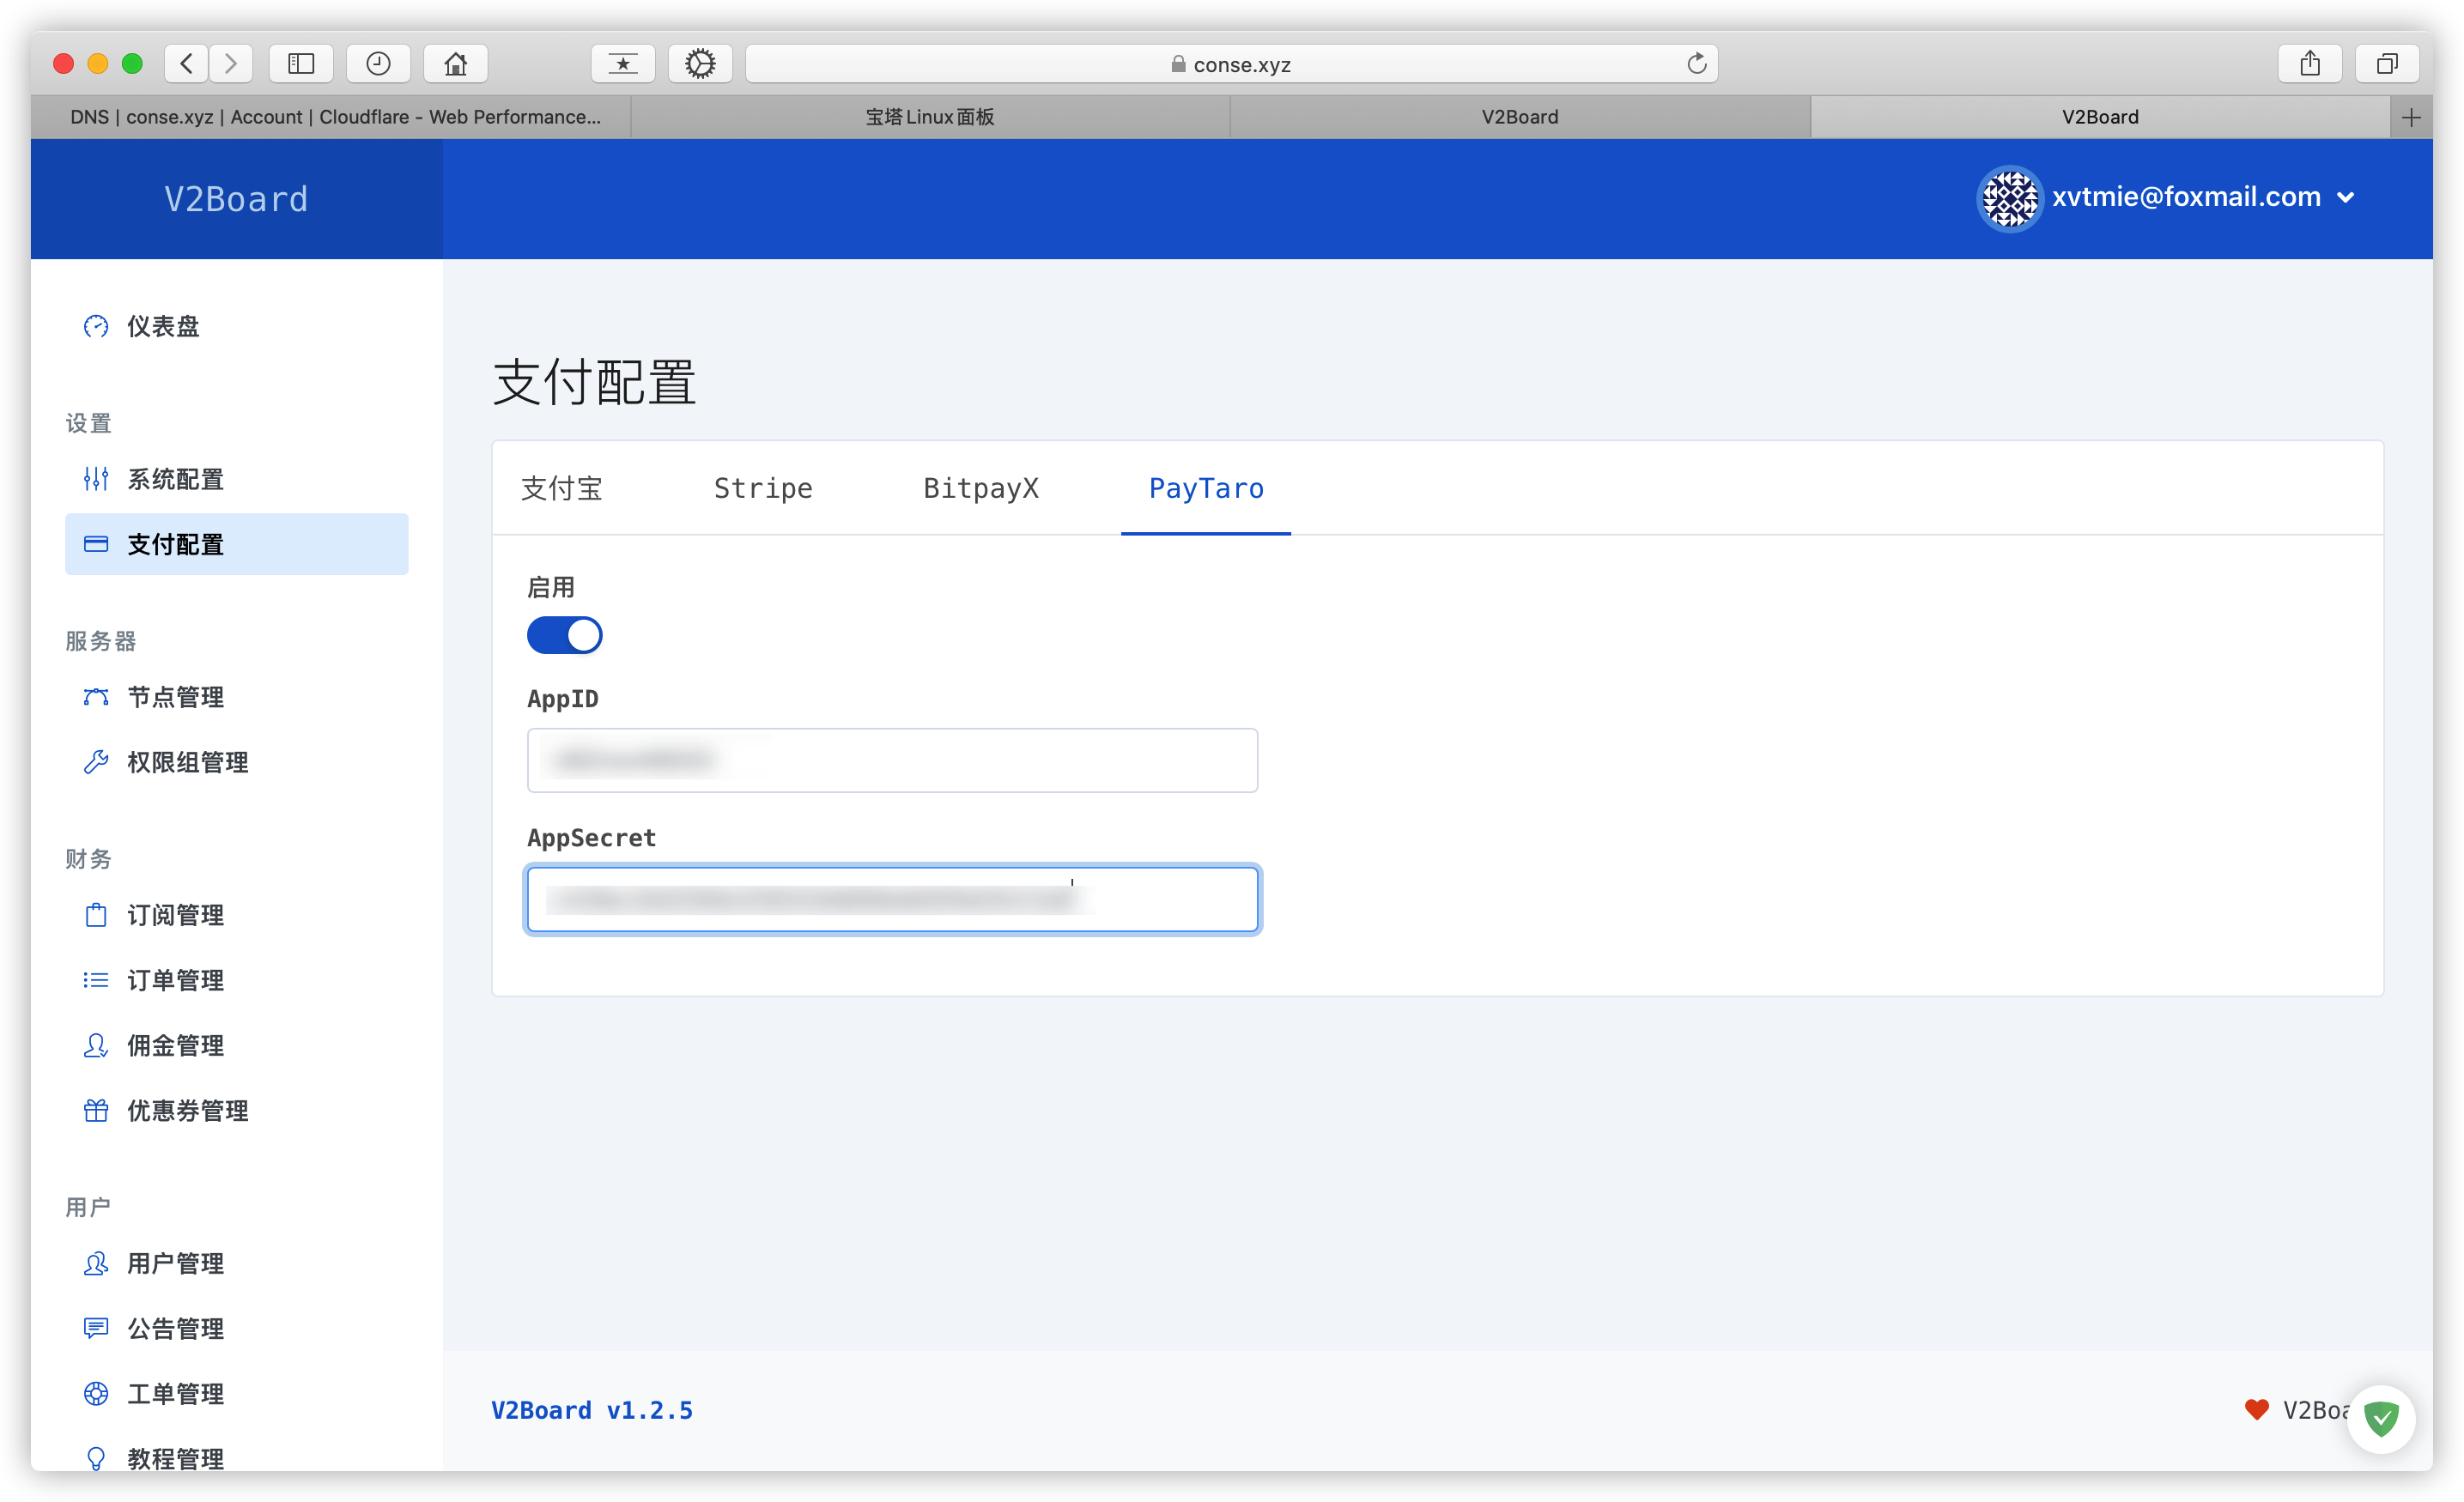 conse.xyz
DNS | conse.xyz | Account | Cloudflare - Web Performance...
宝塔Linux面板
V2Board
V2Board
V2Board
xvtmie@foxmail.com
仪表盘
设置
系统配置
支付配置
服务器
节点管理
权限组管理
财务
订阅管理
订单管理
佣金管理
优惠券管理
用户
用户管理
公告管理
工单管理
教程管理
支付配置
支付宝
Stripe
BitpayX
PayTaro
启用
AppID
AppSecret
V2Board v1.2.5